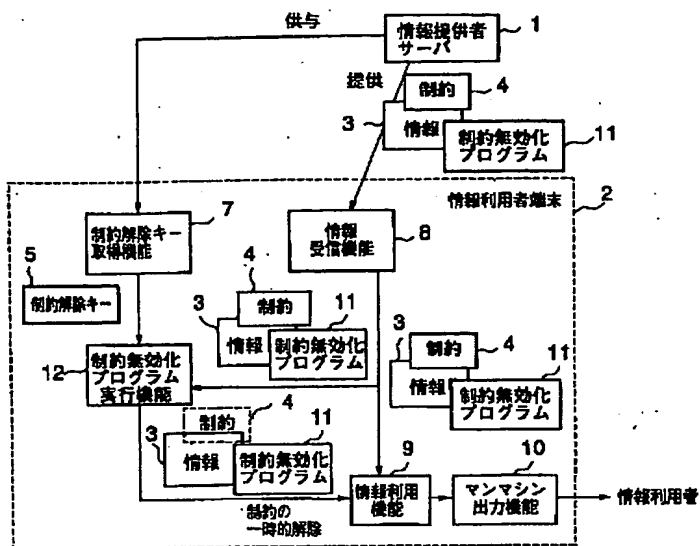 供与
情報提供者
サーバ
1
提供
制約
4
3
情報
制約無効化
プログラム
11
情報利用者端末
2
制約解除キー
取得機能
7
情報
受信機能
8
5
制約解除キー
4
制約
3
11
情報
制約無効化
プログラム
3
制約
4
11
情報
制約無効化
プログラム
12
制約無効化
プログラム
実行機能
4
制約
3
11
情報
制約無効化
プログラム
制約の
一時的解除
9
情報利用
機能
10
マンマシン
出力機能
情報利用者